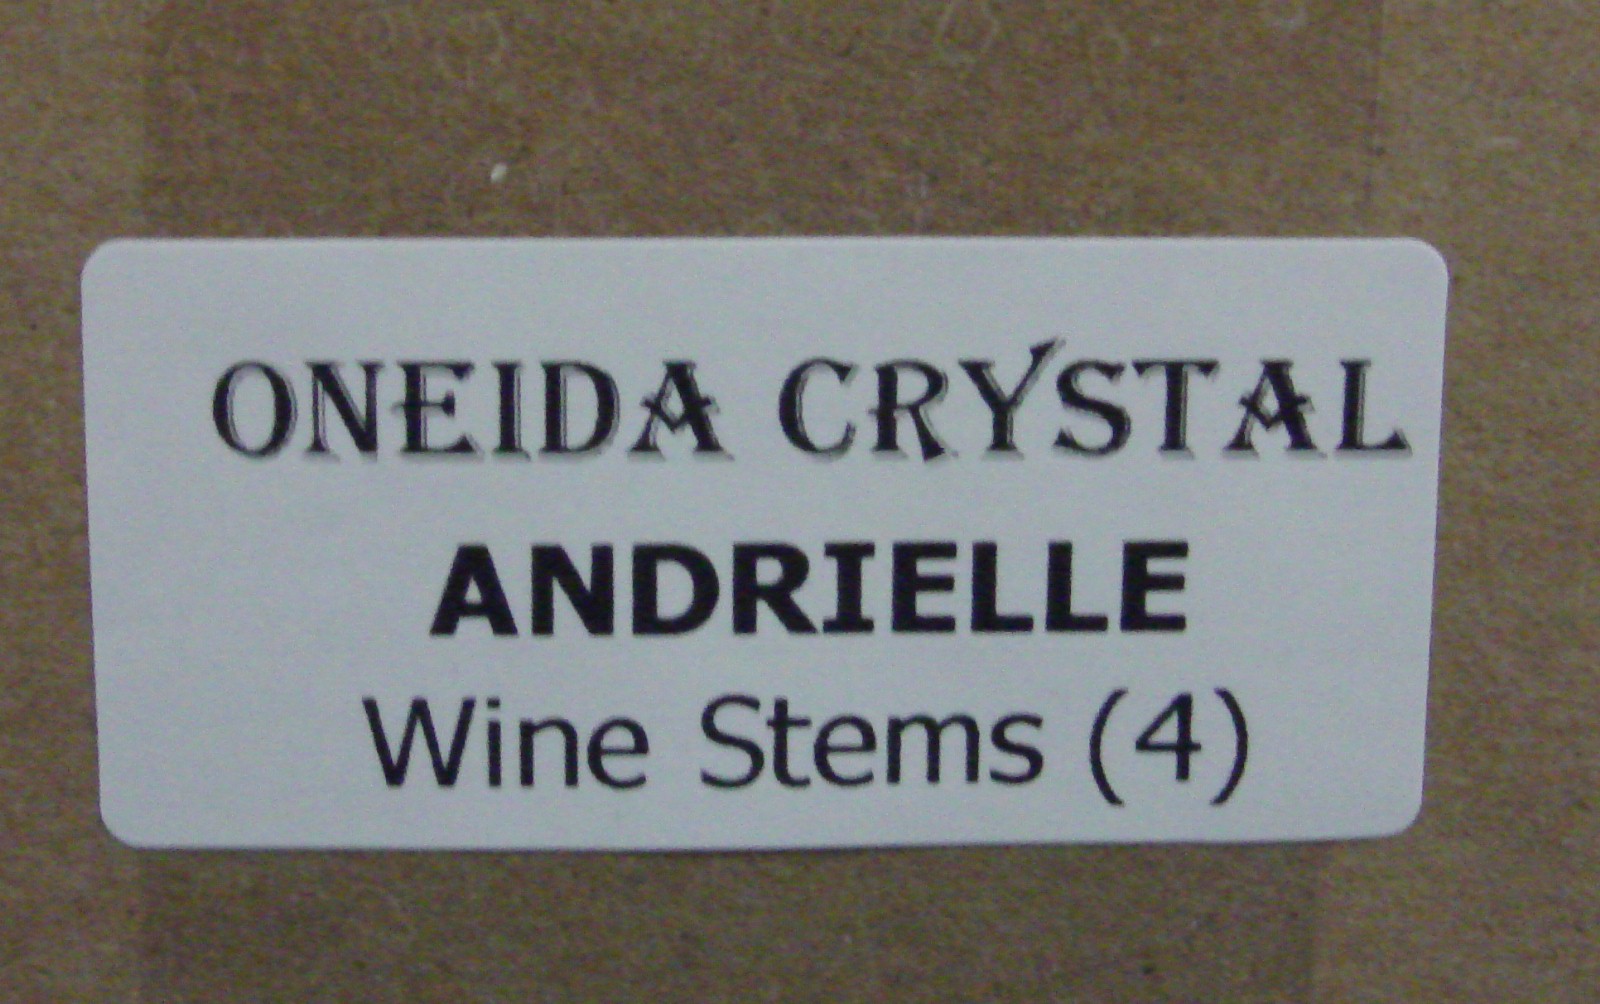 ONEIDA CRYSTAL
ANDRIELLE
Wine Stems (4)